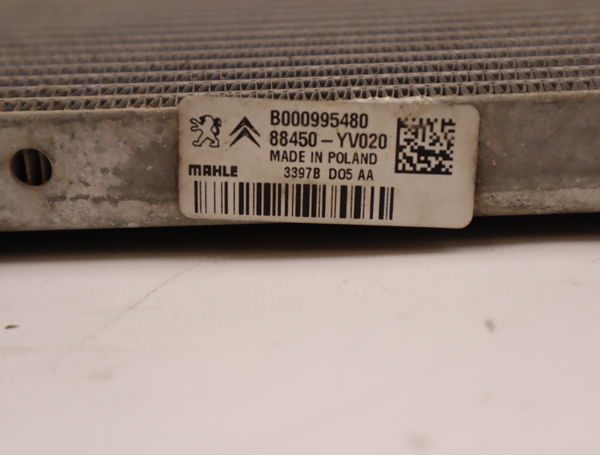 B000995480
88450-YV020
MADE IN POLAND
MAHLE
3397B D05 AA